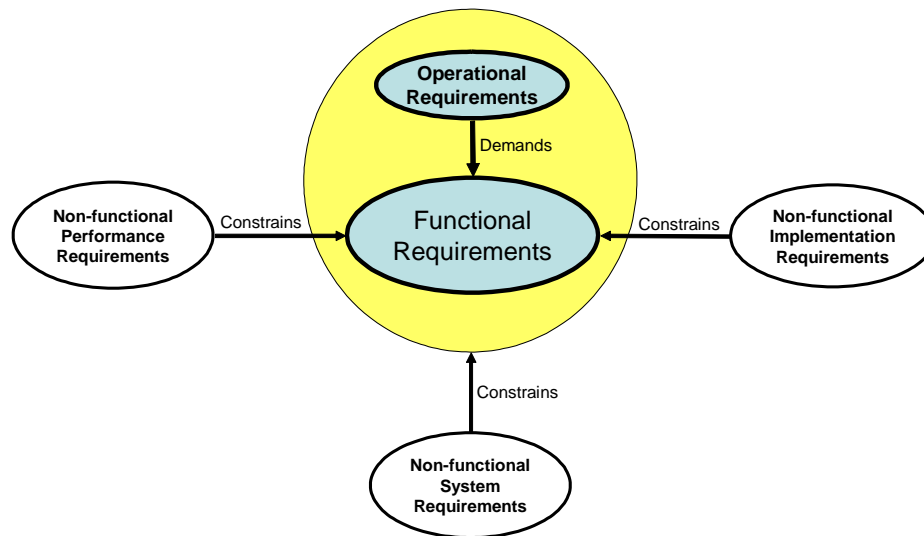 Operational
Requirements
Demands
Functional
Requirements
Non-functional
Performance
Requirements
Constrains
Constrains
Non-functional
Implementation
Requirements
Constrains
Non-functional
System
Requirements